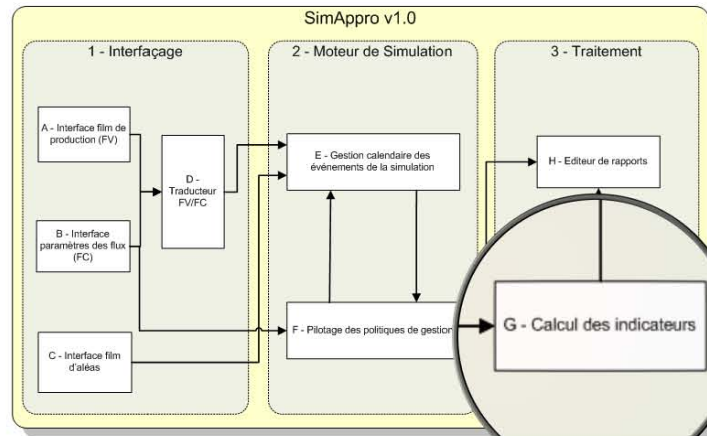 SimAppro v1.0
1 - Interfaçage
2 - Moteur de Simulation
3 - Traitement
A - Interface film de
production (FV)
D -
Traducteur
FV/FC
E - Gestion calendaire des
événements de la simulation
H - Editeur de rapports
B - Interface
paramètres des flux
(FC)
F - Pilotage des politiques de gestion
G - Calcul des indicateurs
C - Interface film
d'aléas